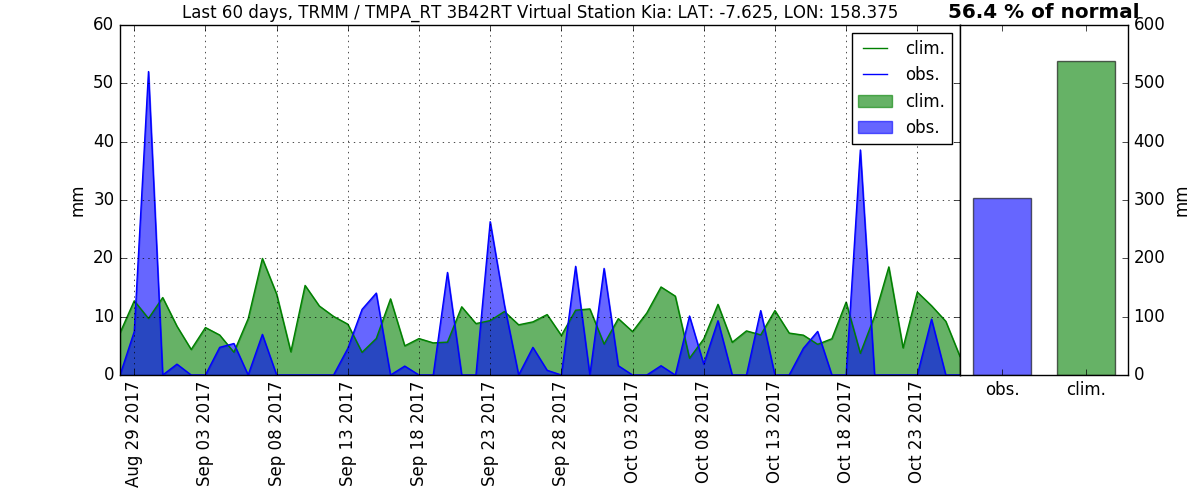 Last 60 days, TRMM / TMPA_RT 3B42RT Virtual Station Kia: LAT: -7.625, LON: 158.375
56.4 % of normal
60
50
40
30
20
10
0
mm
clim.
obs.
clim.
obs.
600
500
400
300
200
100
0
mm
obs.
clim.
Aug 29 2017
Sep 03 2017
Sep 08 2017
Sep 13 2017
Sep 18 2017
Sep 23 2017
Sep 28 2017
Oct 03 2017
Oct 08 2017
Oct 13 2017
Oct 18 2017
Oct 23 2017